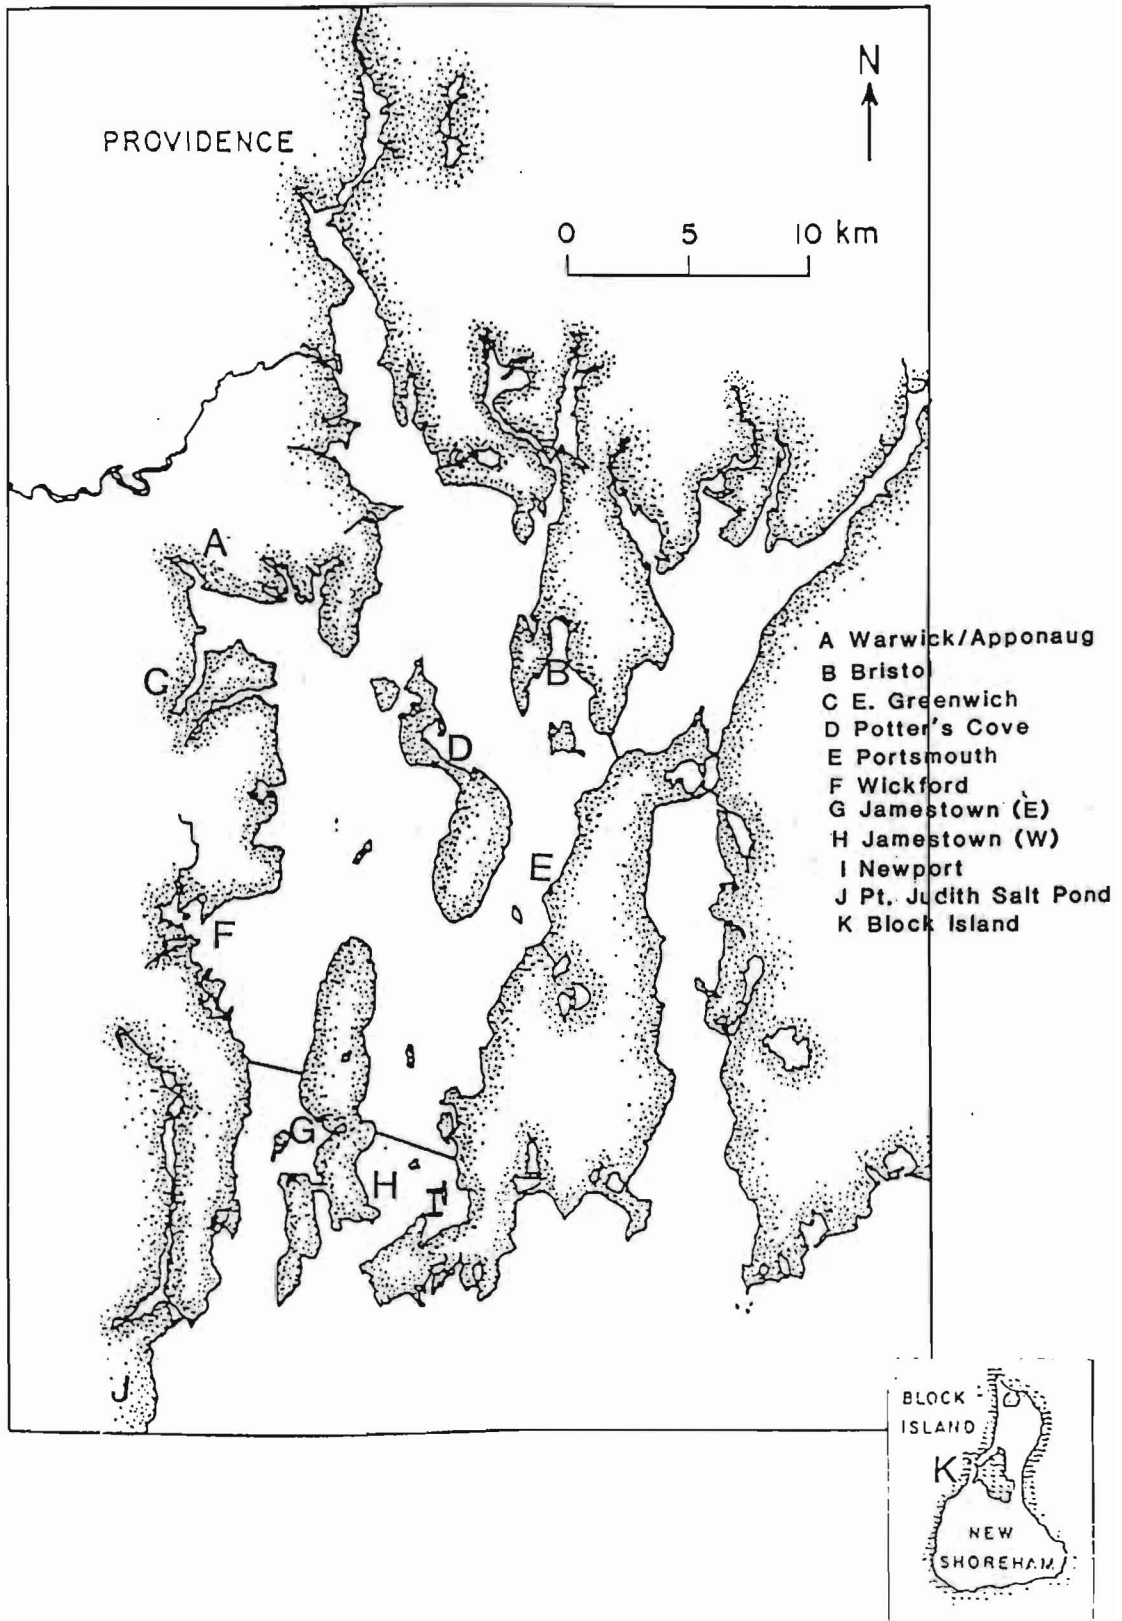 N
PROVIDENCE
0 5 10 km
A
A Warwick/Apponaug
B Bristol
C E. Greenwich
D Potter's Cove
E Portsmouth
F Wickford
G Jamestown (E)
H Jamestown (W)
I Newport
J Pt. Judith Salt Pond
K Block Island
C
B
D
E
F
G
H
I
J
BLOCK
ISLAND
K
NEW
SHOREHAM